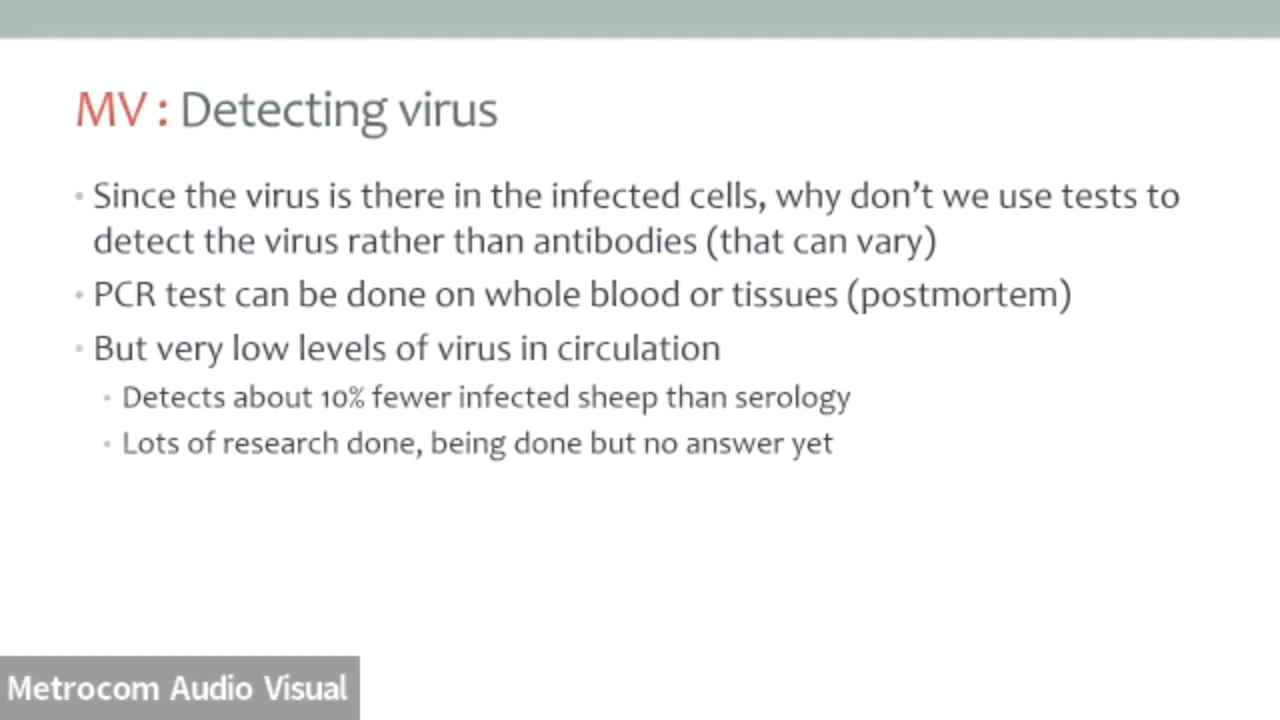 MV : Detecting virus
• Since the virus is there in the infected cells, why don’t we use tests to
detect the virus rather than antibodies (that can vary)
• PCR test can be done on whole blood or tissues (postmortem)
• But very low levels of virus in circulation
• Detects about 10% fewer infected sheep than serology
• Lots of research done, being done but no answer yet
Metrocom Audio Visual